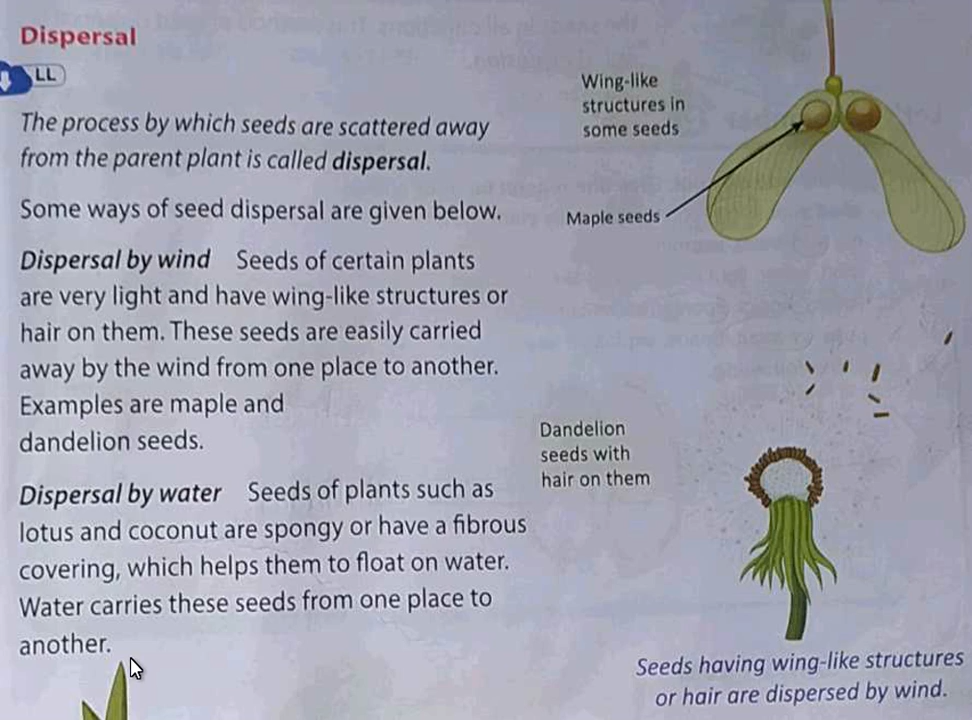 Dispersal
LL
The process by which seeds are scattered away
from the parent plant is called dispersal.
Some ways of seed dispersal are given below.
Dispersal by wind Seeds of certain plants
are very light and have wing-like structures or
hair on them. These seeds are easily carried
away by the wind from one place to another.
Examples are maple and
dandelion seeds.
Dispersal by water Seeds of plants such as
lotus and coconut are spongy or have a fibrous
covering, which helps them to float on water.
Water carries these seeds from one place to
another.
Wing-like
structures in
some seeds
Maple seeds
Dandelion
seeds with
hair on them
Seeds having wing-like structures
or hair are dispersed by wind.